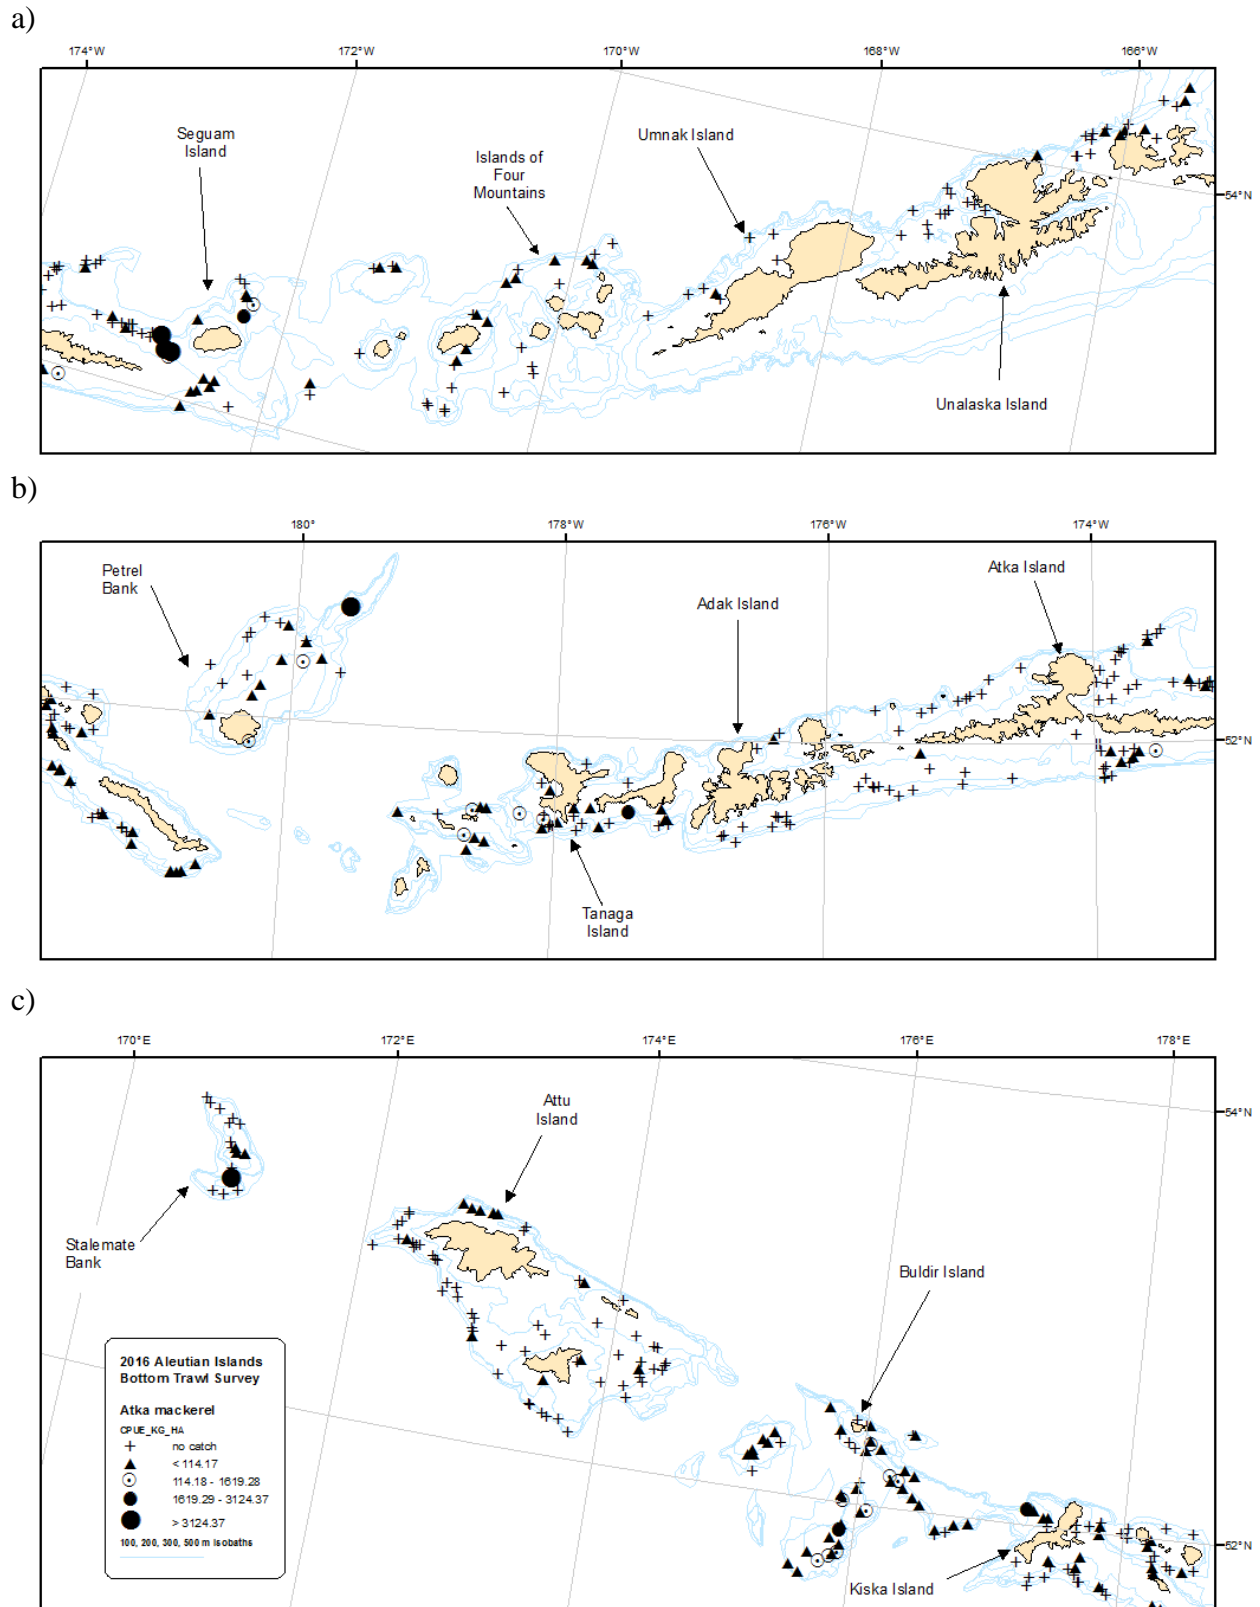 a)
174°W
172°W
170°W
168°W
166°W
Seguam
Island
Islands of
Four
Mountains
Umnak Island
54°N
Unalaska Island
b)
180°
178°W
176°W
174°W
Petrel
Bank
Adak Island
Atka Island
52°N
Tanaga
Island
c)
170°E
172°E
174°E
176°E
178°E
54°N
Attu
Island
Stalemate
Bank
Buldir Island
52°N
Kiska Island
2016 Aleutian Islands
Bottom Trawl Survey
Atka mackerel
CPUE_KG_HA
no catch
< 114.17
114.18 - 1619.28
1619.29 - 3124.37
> 3124.37
100, 200, 300, 500 m Isobaths